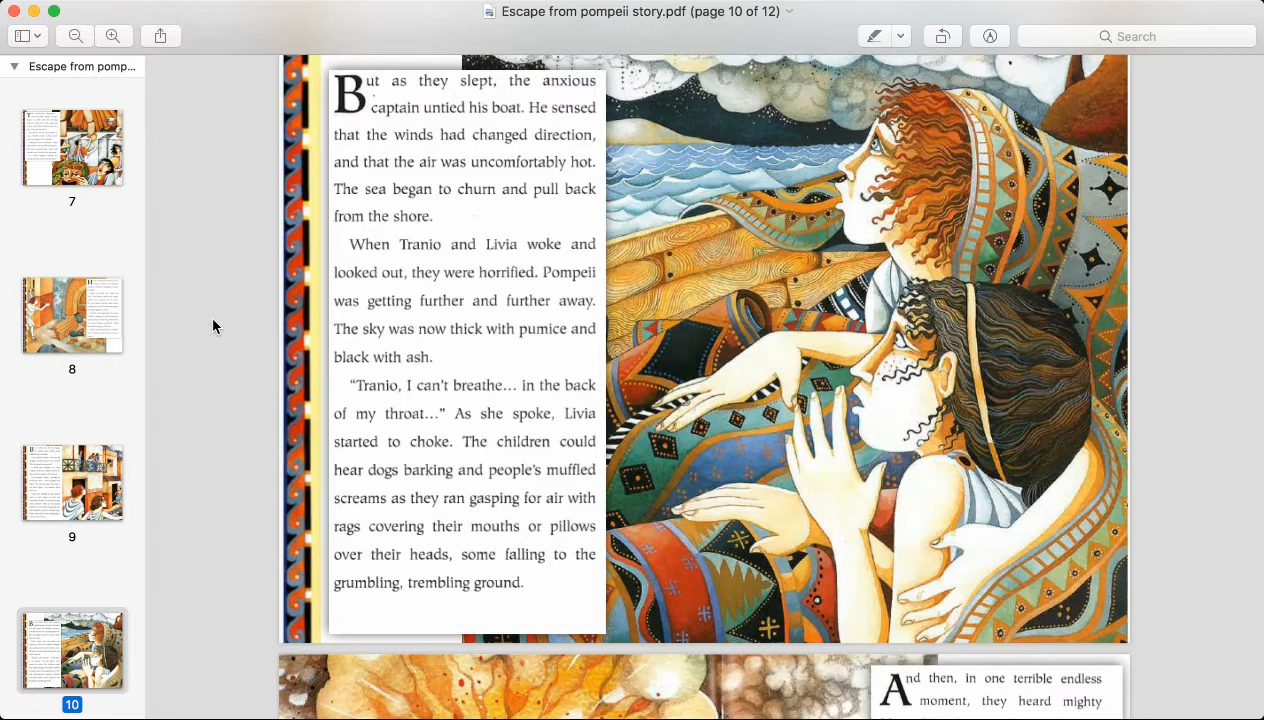 Escape from pompeii story.pdf (page 10 of 12)
Search
Escape from pomp...
7
8
9
10
But as they slept, the anxious
captain untied his boat. He sensed
that the winds had changed direction,
and that the air was uncomfortably hot.
The sea began to churn and pull back
from the shore.
When Tranio and Livia woke and
looked out, they were horrified. Pompeii
was getting further and further away.
The sky was now thick with pumice and
black with ash.
“Tranio, I can’t breathe... in the back
of my throat...” As she spoke, Livia
started to choke. The children could
hear dogs barking and people’s muffled
screams as they ran gasping for air with
rags covering their mouths or pillows
over their heads, some falling to the
grumbling, trembling ground.
And then, in one terrible endless
moment, they heard mighty